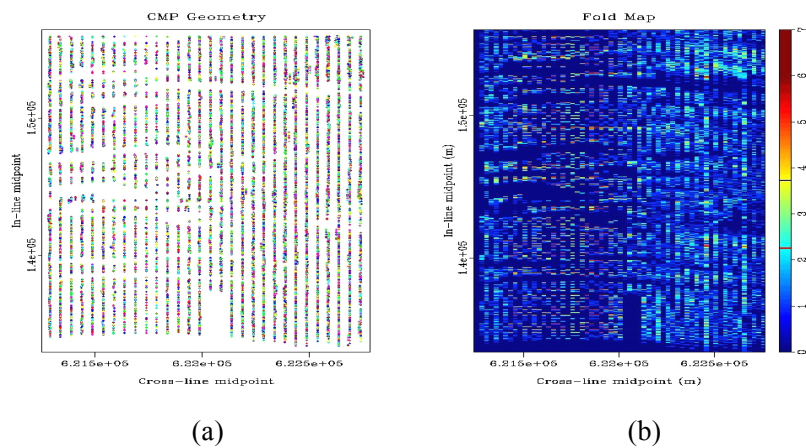 CMP Geometry
In-line midpoint
1.5e+05
1.4e+05
6.215e+05 6.22e+05 6.225e+05
Cross-line midpoint
(a)
Fold Map
In-line midpoint (m)
1.5e+05
1.4e+05
6.215e+05 6.22e+05 6.225e+05
Cross-line midpoint (m)
0
1
2
3
4
5
6
7
(b)